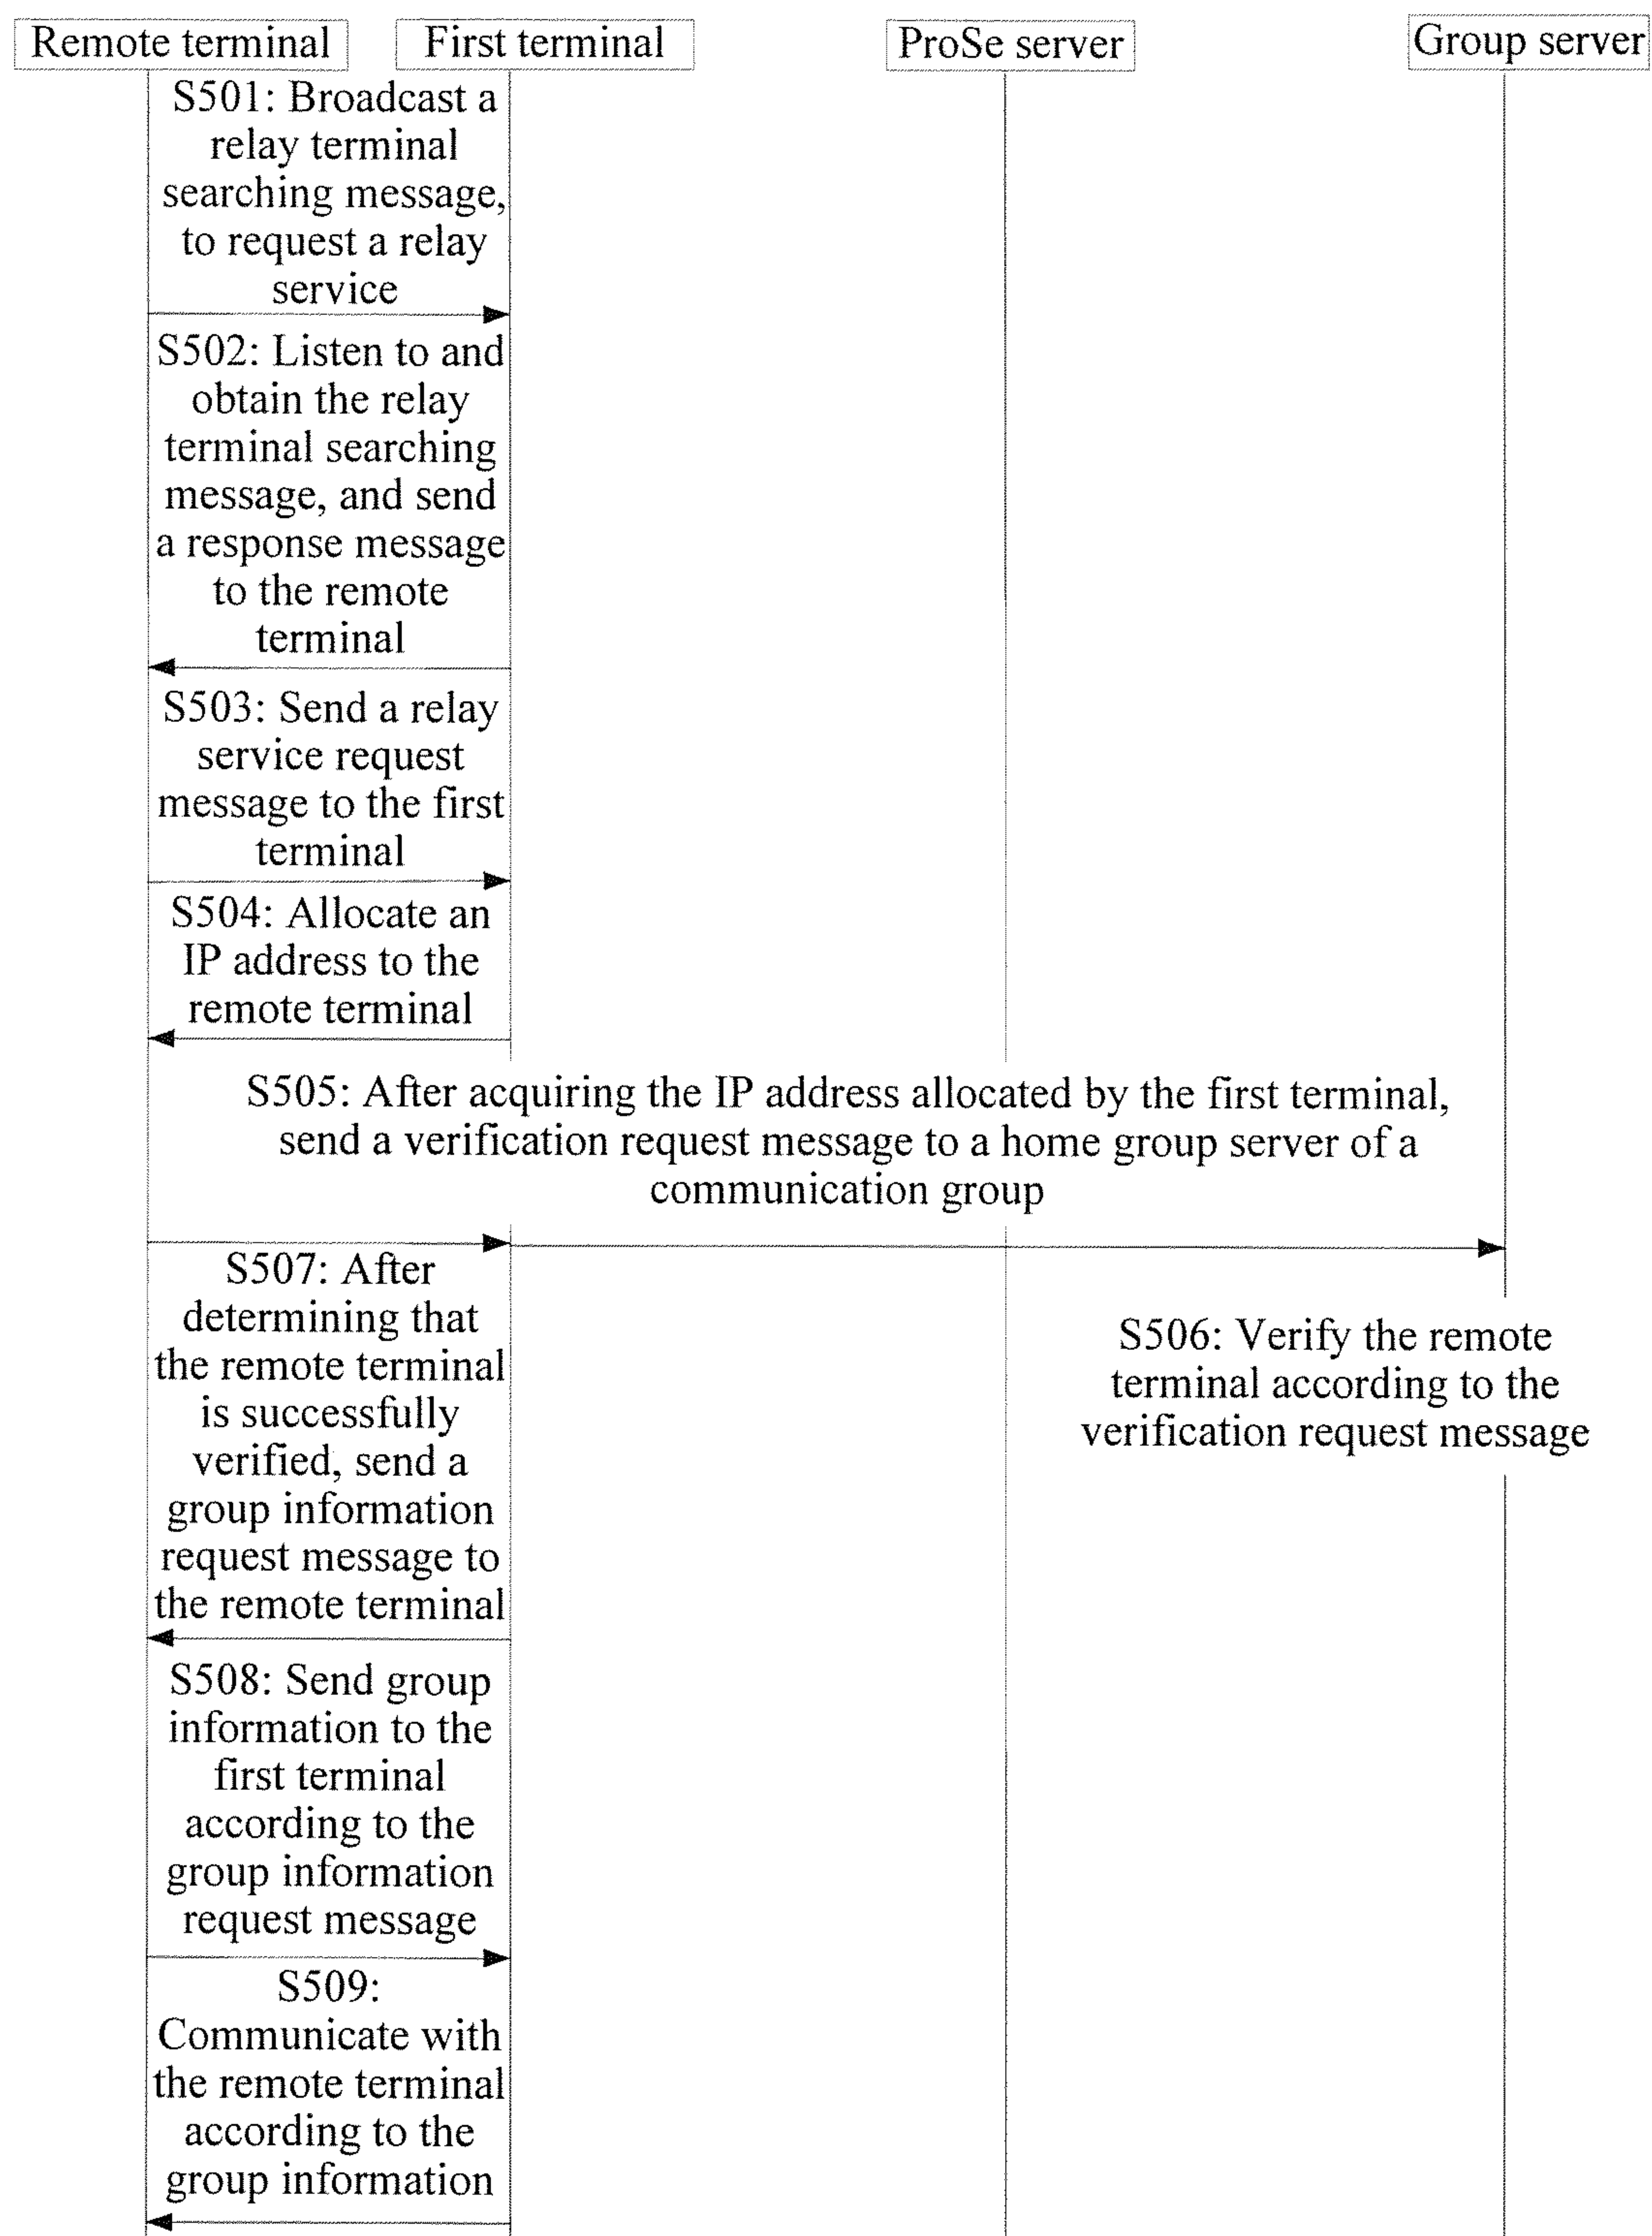 Remote terminal
First terminal
ProSe server
Group server
S501: Broadcast a
relay terminal
searching message,
to request a relay
service
S502: Listen to and
obtain the relay
terminal searching
message, and send
a response message
to the remote
terminal
S503: Send a relay
service request
message to the first
terminal
S504: Allocate an
IP address to the
remote terminal
S505: After acquiring the IP address allocated by the first terminal,
send a verification request message to a home group server of a
communication group
S507: After
determining that
the remote terminal
is successfully
verified, send a
group information
request message to
the remote terminal
S506: Verify the remote
terminal according to the
verification request message
S508: Send group
information to the
first terminal
according to the
group information
request message
S509:
Communicate with
the remote terminal
according to the
group information